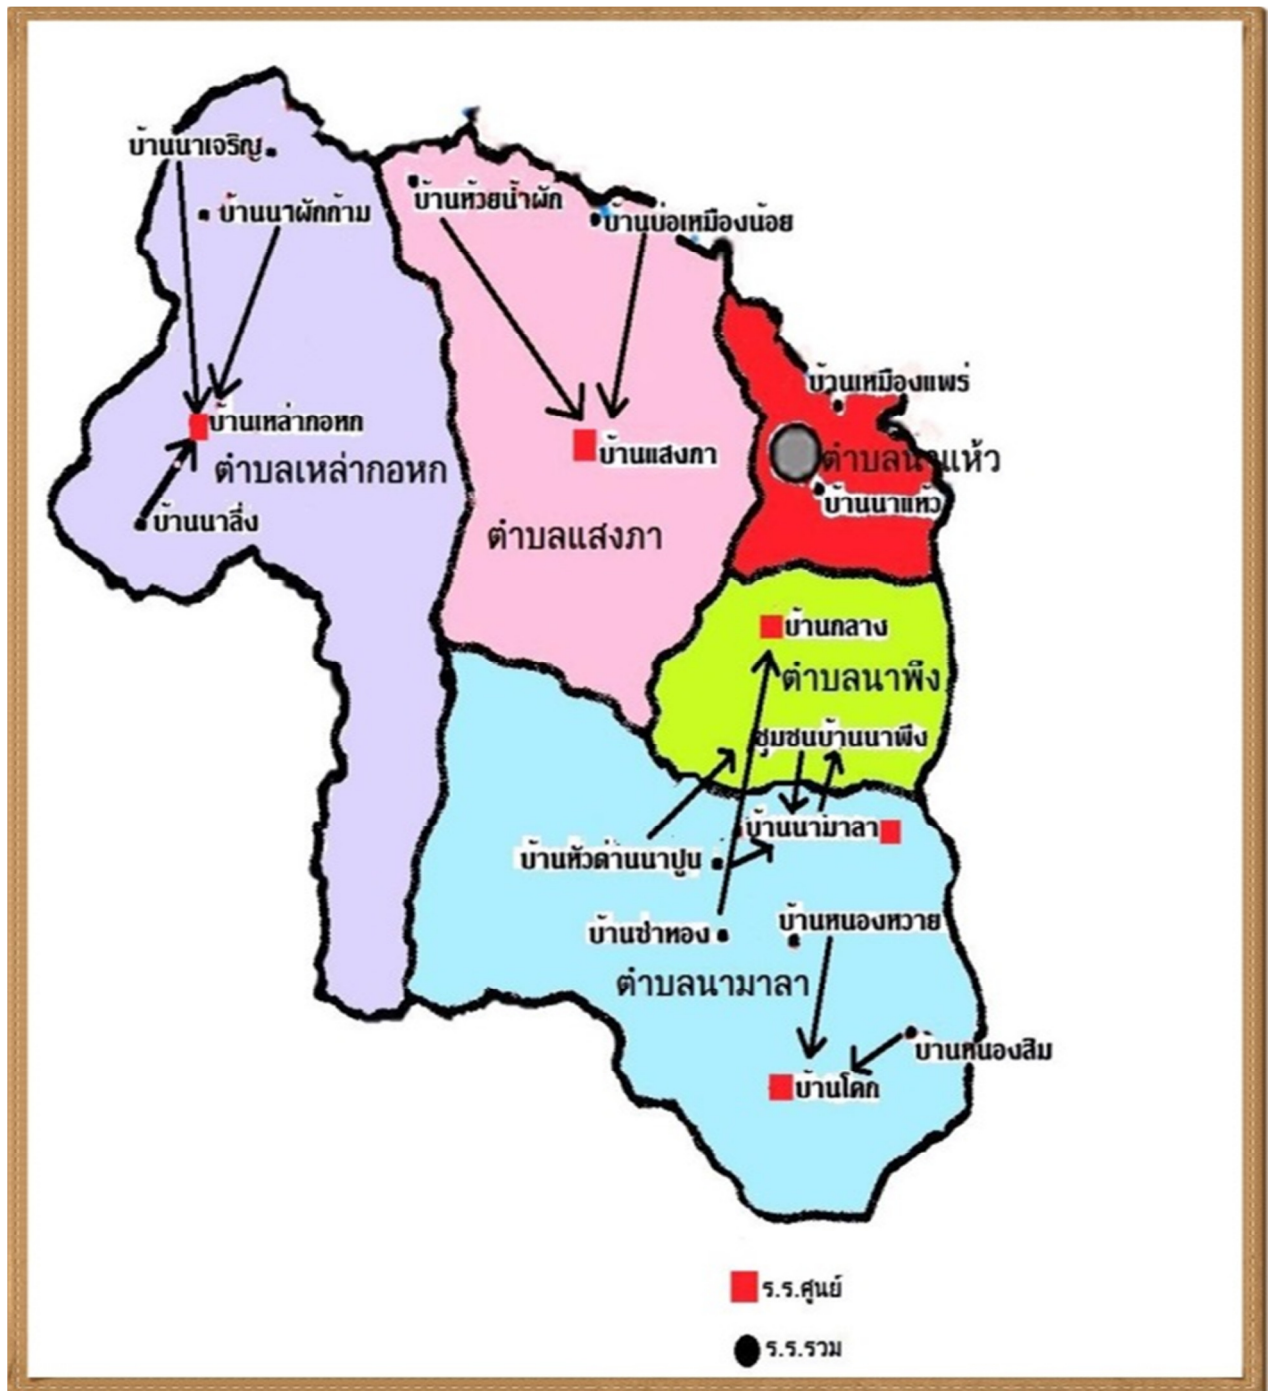 บ้านนาเจริญ
บ้านนาผักก้าม
บ้านห้วยน้ำผัก
บ้านบ่อเหมืองน้อย
บ้านเหมืองแพร่
บ้านเหล่ากอหก
ตำบลเหล่ากอหก
บ้านแสงภา
ตำบลนาแห้ว
บ้านนาแห้ว
บ้านนาลึ่ง
ตำบลแสงภา
บ้านกลาง
ตำบลนาพึง
ชุมชนบ้านนาพึง
บ้านนามาลา
บ้านหัวด่านนาปูน
บ้านซำทอง
บ้านหนองหวาย
ตำบลนามาลา
บ้านหนองสิม
บ้านโคก
ร.ร.ศูนย์
ร.ร.รวม